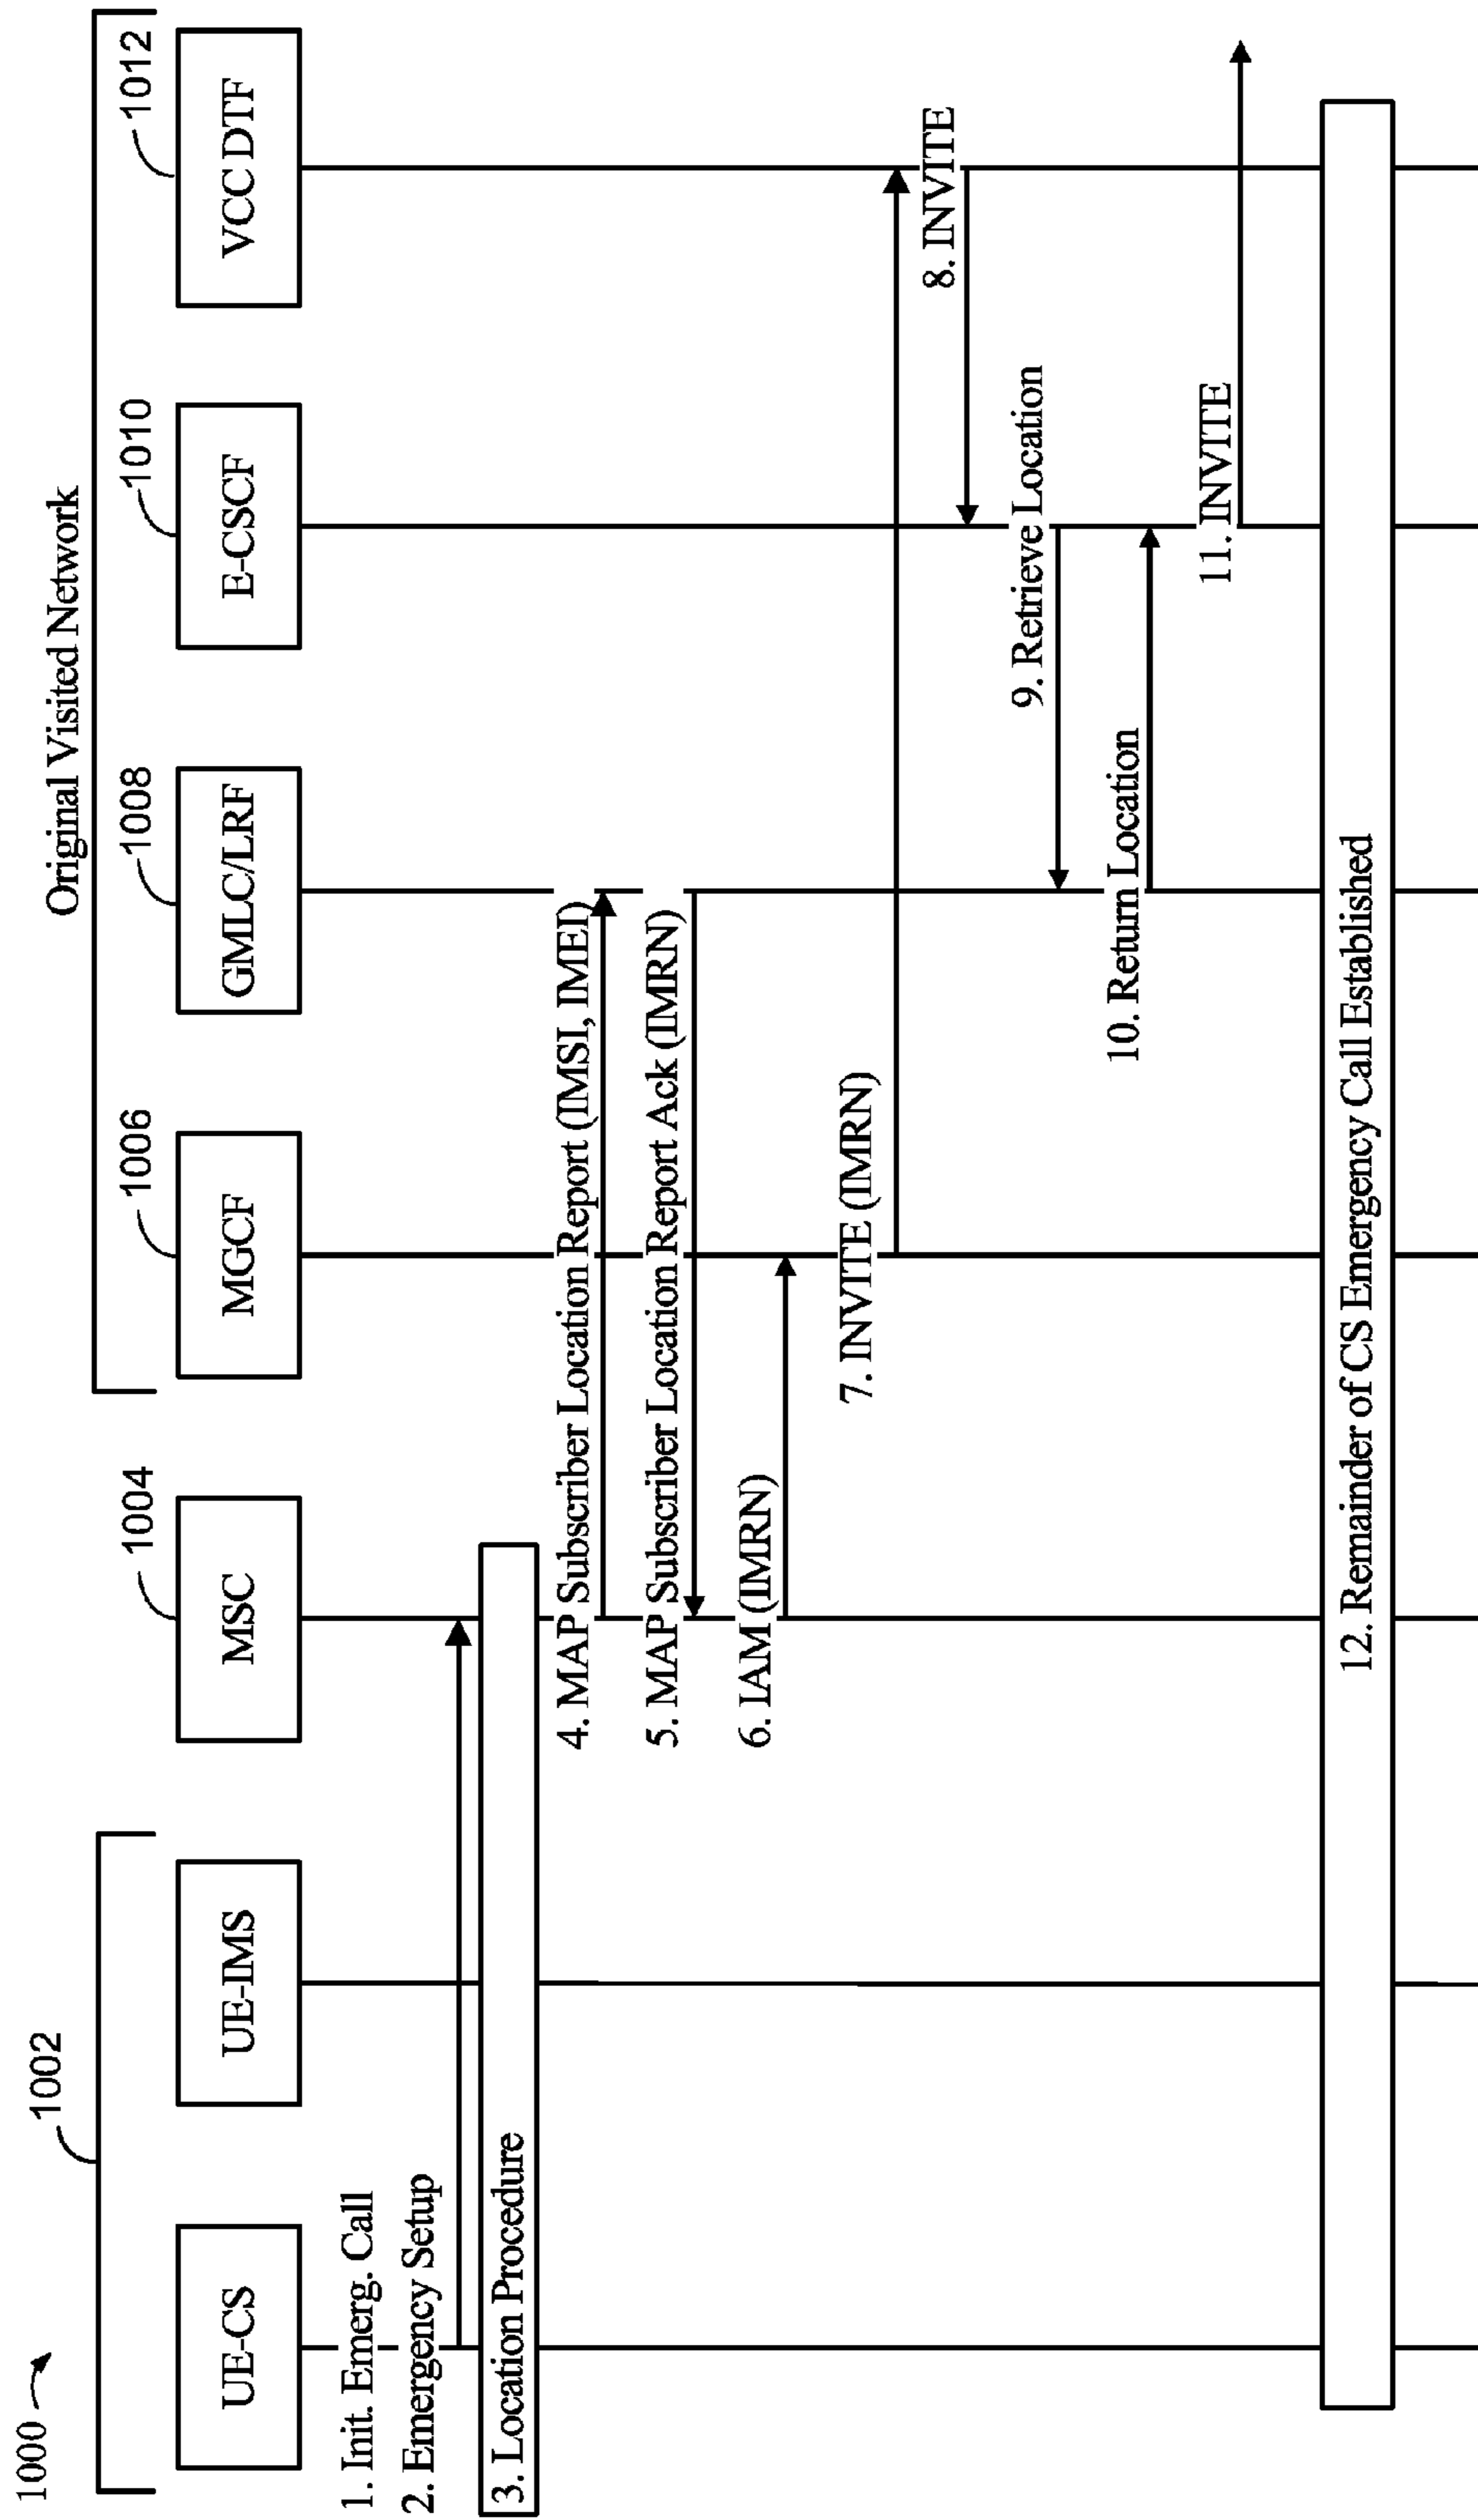 1000
1002
Original Visited Network
1004
1006
1008
1010
1012
UE-CS
UE-IMS
MSC
MGCF
GMLC/LRF
E-CSCF
VCC DTF
1. Init. Emerg. Call
2. Emergency Setup
3. Location Procedure
4. MAP Subscriber Location Report (IMSI, IMEI)
5. MAP Subscriber Location Report Ack (IMRN)
6. IAM (IMRN)
7. INVITE (IMRN)
8. INVITE
9. Retrieve Location
10. Return Location
11. INVITE
12. Remainder of CS Emergency Call Established